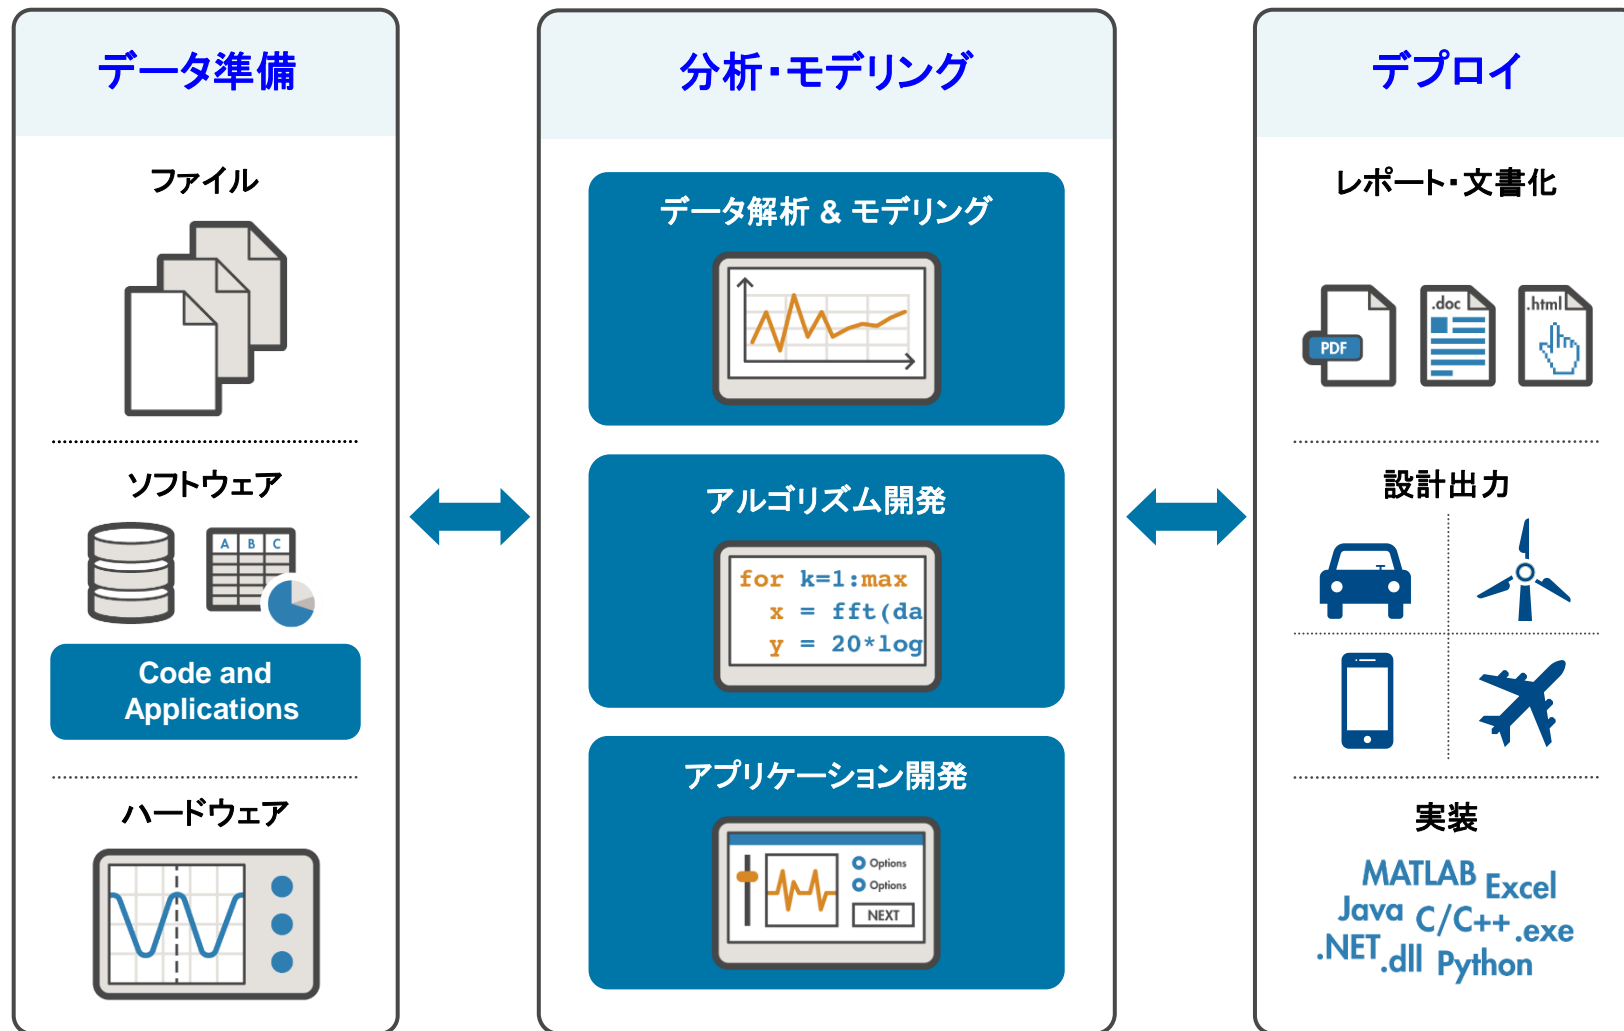 データ準備
ファイル
ソフトウェア
A B C
Code and
Applications
ハードウェア
分析・モデリング
データ解析 & モデリング
アルゴリズム開発
for k=1:max
x = fft(da
y = 20*log
アプリケーション開発
Options
Options
NEXT
デプロイ
レポート・文書化
PDF
.doc
.html
設計出力
実装
MATLAB Excel
Java C/C++ .exe
.NET .dll Python